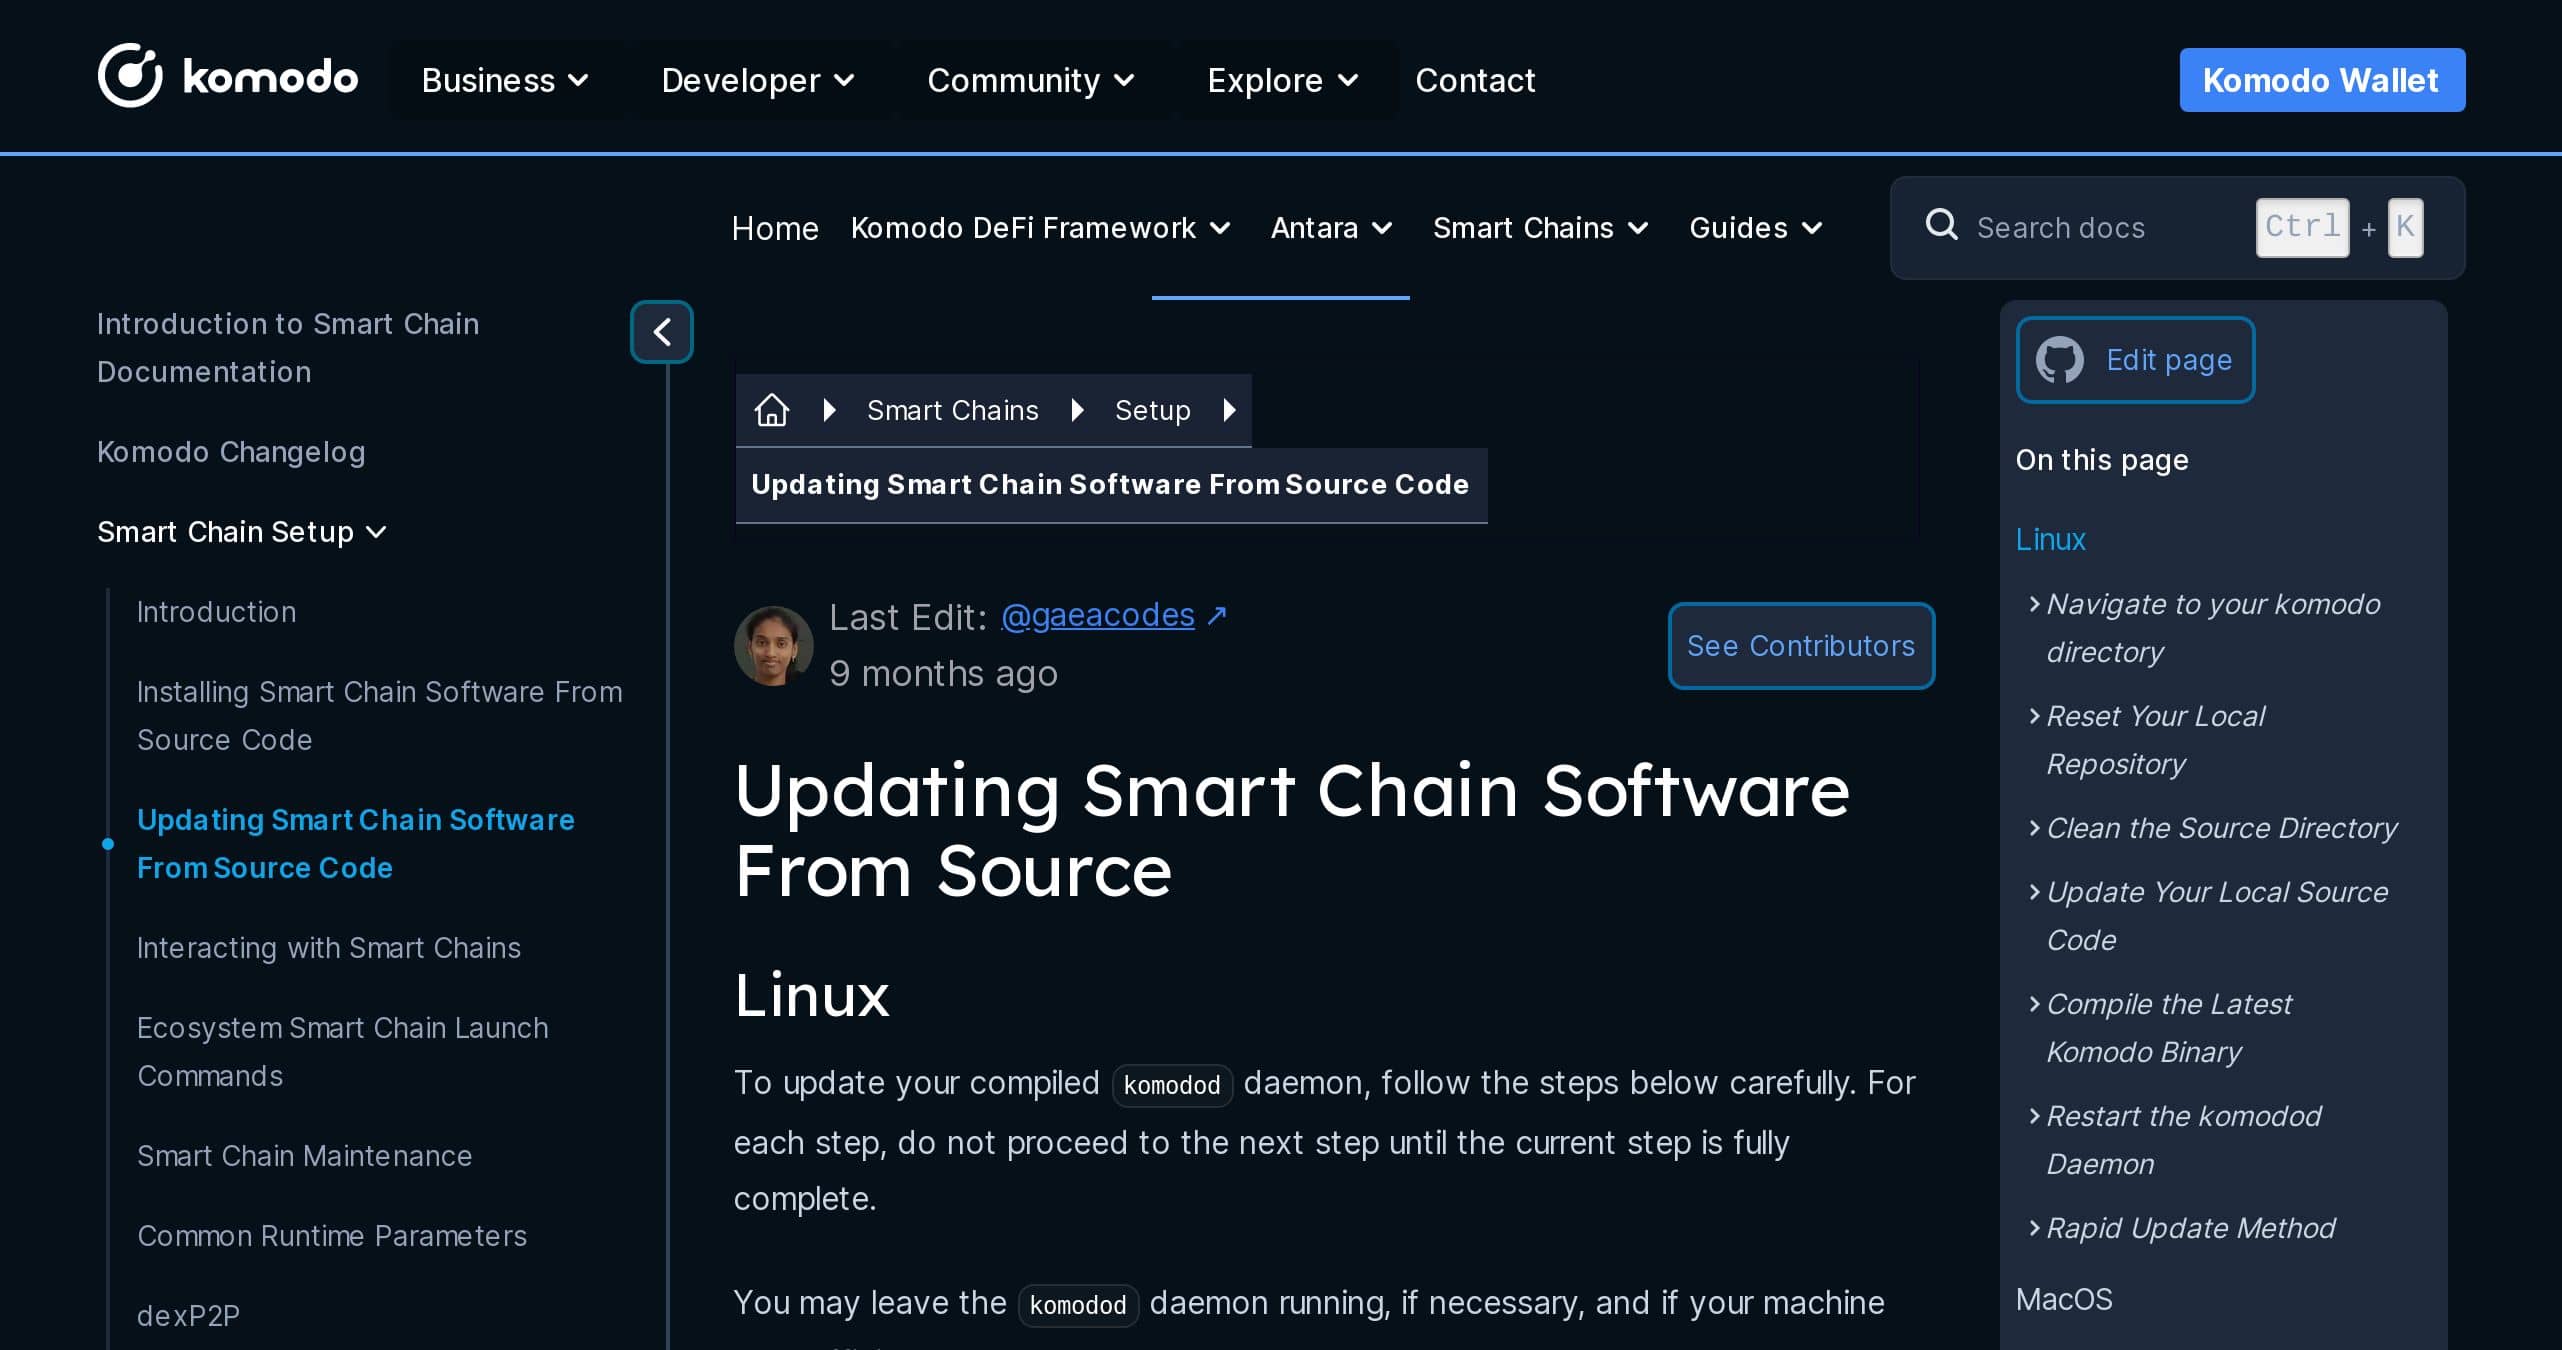 komodo
Business
Developer
Community
Explore
Contact
Komodo Wallet
Home
Komodo DeFi Framework
Antara
Smart Chains
Guides
Search docs
Ctrl + K
Introduction to Smart Chain
Documentation
Komodo Changelog
Smart Chain Setup
Introduction
Installing Smart Chain Software From
Source Code
Updating Smart Chain Software
From Source Code
Interacting with Smart Chains
Ecosystem Smart Chain Launch
Commands
Smart Chain Maintenance
Common Runtime Parameters
dexP2P
Smart Chains
Setup
Updating Smart Chain Software From Source Code
Last Edit: @gaeacodes ↗
9 months ago
See Contributors
Updating Smart Chain Software
From Source
Linux
To update your compiled komodod daemon, follow the steps below carefully. For
each step, do not proceed to the next step until the current step is fully
complete.
You may leave the komodod daemon running, if necessary, and if your machine
Edit page
On this page
Linux
Navigate to your komodo
directory
Reset Your Local
Repository
Clean the Source Directory
Update Your Local Source
Code
Compile the Latest
Komodo Binary
Restart the komodod
Daemon
Rapid Update Method
MacOS